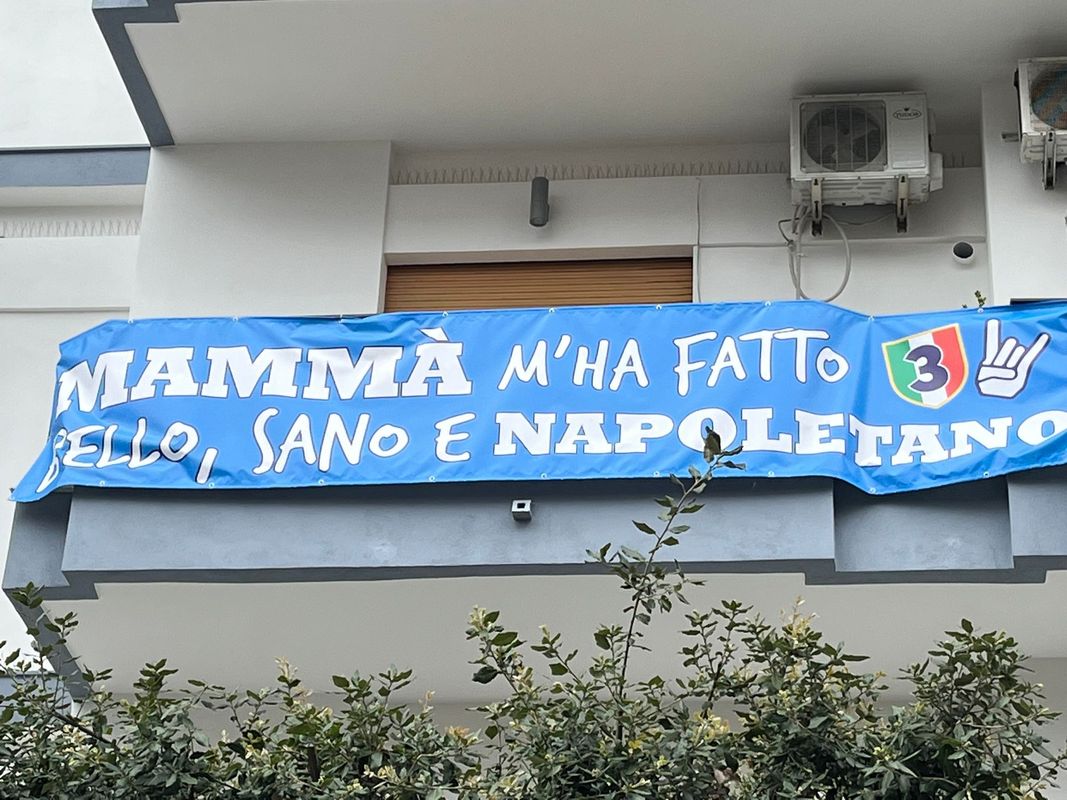 MAMMÀ M'HA FATTO 3
BELLO, SANO E NAPOLETANO